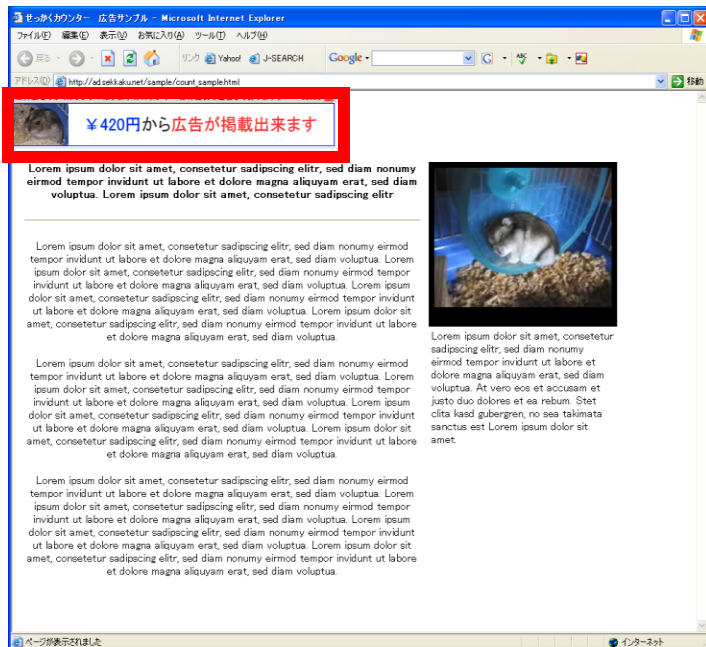 せっかくカウンター 広告サンプル - Microsoft Internet Explorer
ファイル(F) 編集(E) 表示(V) お気に入り(A) ツール(T) ヘルプ(H)
戻る リンク Yahoo! J-SEARCH Google
アドレス(D) http://ad.sekkaku.net/sample/count_sample.html 移動
￥420円から広告が掲載出来ます
Lorem ipsum dolor sit amet, consetetur sadipscing elitr, sed diam nonumy
eirmod tempor invidunt ut labore et dolore magna aliquyam erat, sed diam
voluptua. Lorem ipsum dolor sit amet, consetetur sadipscing elitr
Lorem ipsum dolor sit amet, consetetur sadipscing elitr, sed diam nonumy eirmod
tempor invidunt ut labore et dolore magna aliquyam erat, sed diam voluptua. Lorem
ipsum dolor sit amet, consetetur sadipscing elitr, sed diam nonumy eirmod tempor
invidunt ut labore et dolore magna aliquyam erat, sed diam voluptua. Lorem ipsum
dolor sit amet, consetetur sadipscing elitr, sed diam nonumy eirmod tempor invidunt
ut labore et dolore magna aliquyam erat, sed diam voluptua. Lorem ipsum dolor sit
amet, consetetur sadipscing elitr, sed diam nonumy eirmod tempor invidunt ut labore
et dolore magna aliquyam erat, sed diam voluptua.
Lorem ipsum dolor sit amet, consetetur sadipscing elitr, sed diam nonumy eirmod
tempor invidunt ut labore et dolore magna aliquyam erat, sed diam voluptua. Lorem
ipsum dolor sit amet, consetetur sadipscing elitr, sed diam nonumy eirmod tempor
invidunt ut labore et dolore magna aliquyam erat, sed diam voluptua. Lorem ipsum
dolor sit amet, consetetur sadipscing elitr, sed diam nonumy eirmod tempor invidunt
ut labore et dolore magna aliquyam erat, sed diam voluptua. Lorem ipsum dolor sit
amet, consetetur sadipscing elitr, sed diam nonumy eirmod tempor invidunt ut labore
et dolore magna aliquyam erat, sed diam voluptua.
Lorem ipsum dolor sit amet, consetetur sadipscing elitr, sed diam nonumy eirmod
tempor invidunt ut labore et dolore magna aliquyam erat, sed diam voluptua. Lorem
ipsum dolor sit amet, consetetur sadipscing elitr, sed diam nonumy eirmod tempor
invidunt ut labore et dolore magna aliquyam erat, sed diam voluptua. Lorem ipsum
dolor sit amet, consetetur sadipscing elitr, sed diam nonumy eirmod tempor invidunt
ut labore et dolore magna aliquyam erat, sed diam voluptua. Lorem ipsum dolor sit
amet, consetetur sadipscing elitr, sed diam nonumy eirmod tempor invidunt ut labore
et dolore magna aliquyam erat, sed diam voluptua.
Lorem ipsum dolor sit amet, consetetur
sadipscing elitr, sed diam nonumy
eirmod tempor invidunt ut labore et
dolore magna aliquyam erat, sed diam
voluptua. At vero eos et accusam et
justo duo dolores et ea rebum. Stet
clita kasd gubergren, no sea takimata
sanctus est Lorem ipsum dolor sit
amet.
ページが表示されました インターネット